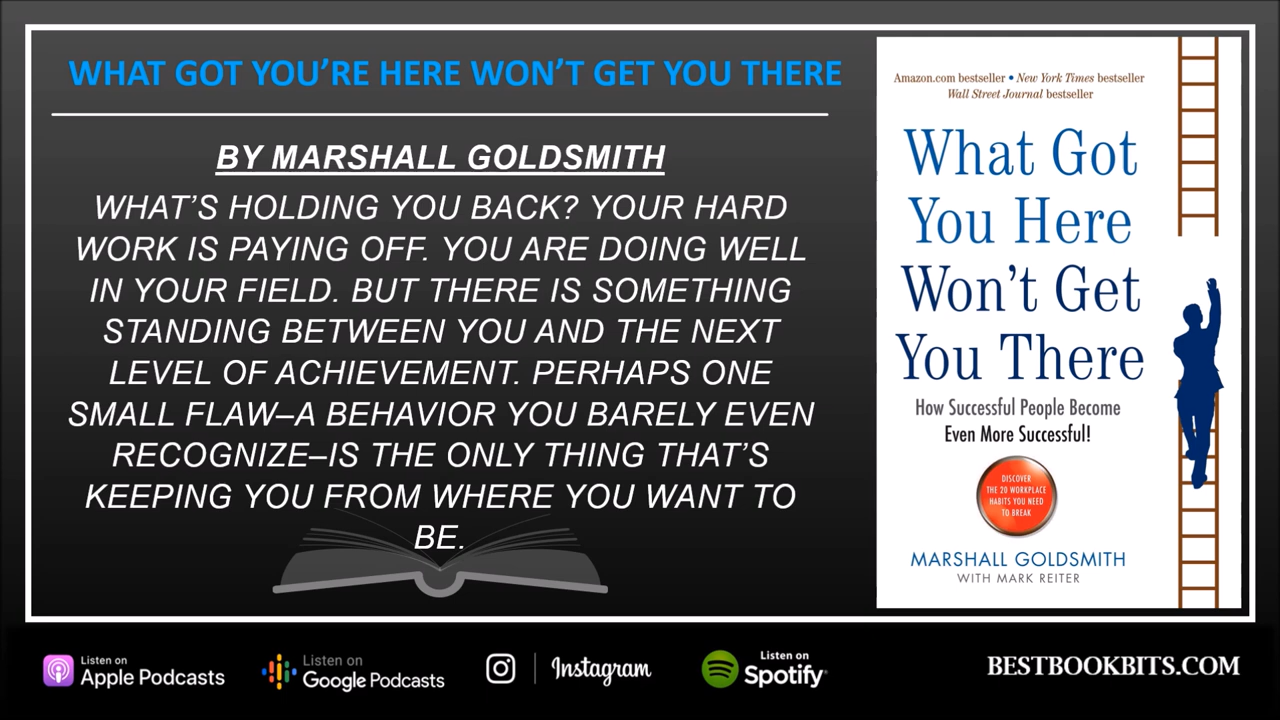 WHAT GOT YOU'RE HERE WON'T GET YOU THERE
BY MARSHALL GOLDSMITH
WHAT'S HOLDING YOU BACK? YOUR HARD
WORK IS PAYING OFF. YOU ARE DOING WELL
IN YOUR FIELD. BUT THERE IS SOMETHING
STANDING BETWEEN YOU AND THE NEXT
LEVEL OF ACHIEVEMENT. PERHAPS ONE
SMALL FLAW–A BEHAVIOR YOU BARELY EVEN
RECOGNIZE–IS THE ONLY THING THAT'S
KEEPING YOU FROM WHERE YOU WANT TO
BE.
Amazon.com bestseller • New York Times bestseller
Wall Street Journal bestseller
What Got
You Here
Won't Get
You There
How Successful People Become
Even More Successful!
DISCOVER
THE 20 WORKPLACE
HABITS YOU NEED
TO BREAK
MARSHALL GOLDSMITH
WITH MARK REITER
Listen on
Apple Podcasts
Listen on
Google Podcasts
Instagram
Listen on
Spotify
BESTBOOKBITS.COM